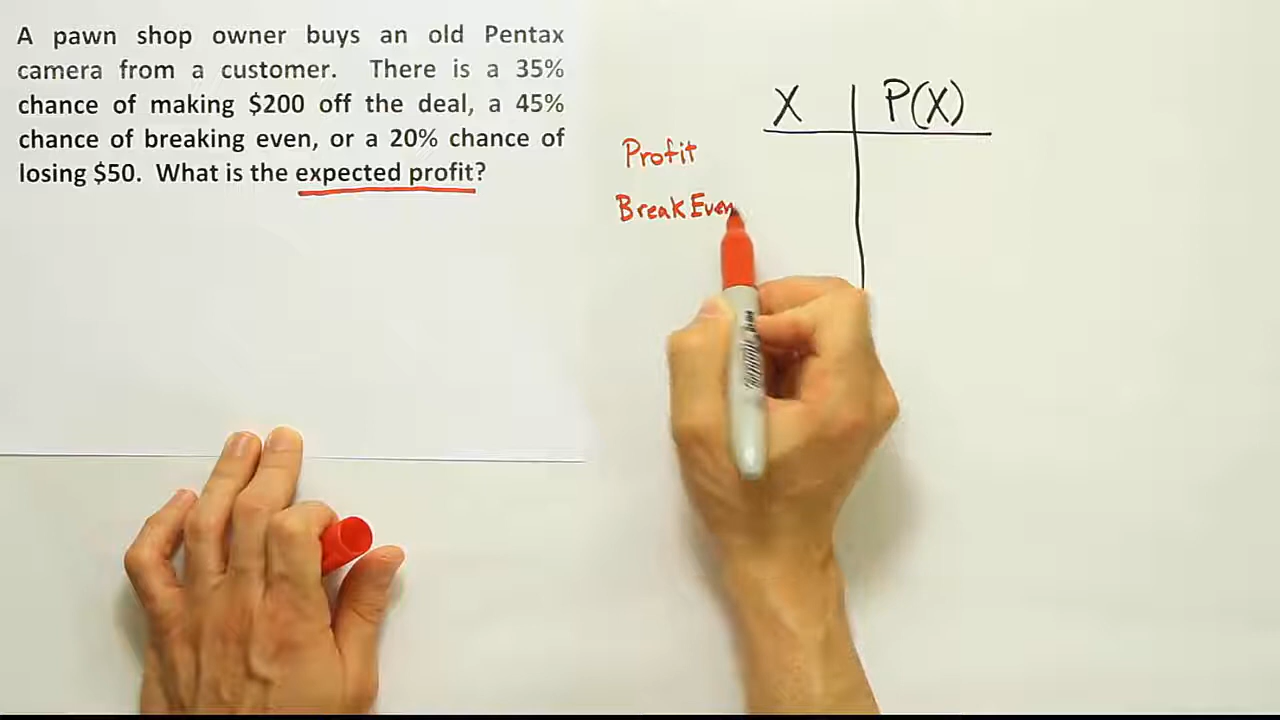 A pawn shop owner buys an old Pentax
camera from a customer. There is a 35%
chance of making $200 off the deal, a 45%
chance of breaking even, or a 20% chance of
losing $50. What is the expected profit?
X P(X)
Profit
Break Even